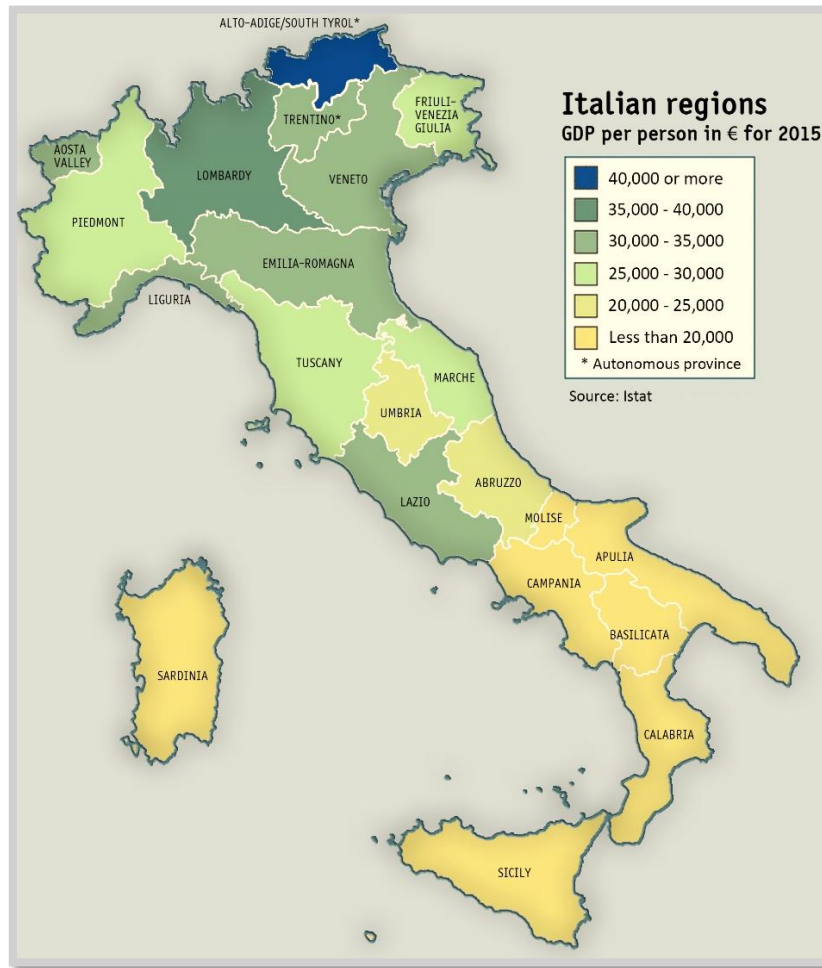 ALTO-ADIGE/SOUTH TYROL*
Italian regions
GDP per person in € for 2015
40,000 or more
35,000 - 40,000
30,000 - 35,000
25,000 - 30,000
20,000 - 25,000
Less than 20,000
* Autonomous province
Source: Istat
FRIULI-
VENEZIA
GIULIA
TRENTINO*
AOSTA
VALLEY
LOMBARDY
VENETO
PIEDMONT
EMILIA-ROMAGNA
LIGURIA
TUSCANY
MARCHE
UMBRIA
ABRUZZO
LAZIO
MOLISE
APULIA
CAMPANIA
BASILICATA
SARDINIA
CALABRIA
SICILY